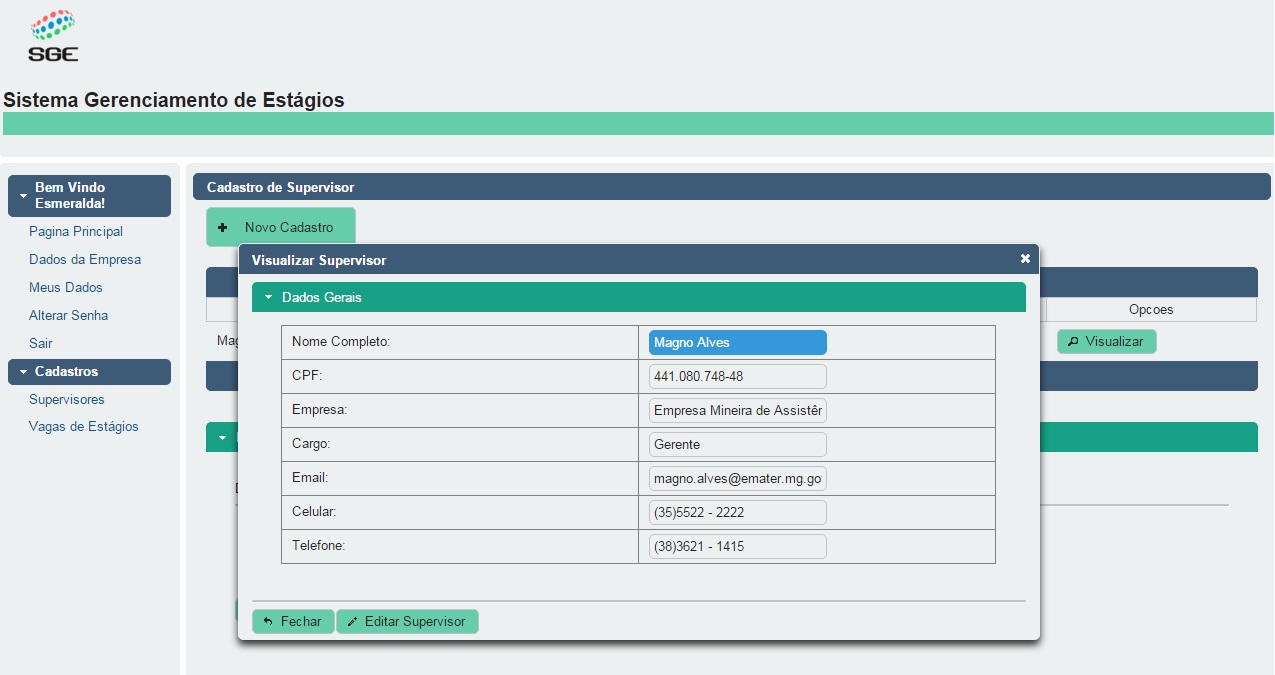 SGE
Sistema Gerenciamento de Estágios
Bem Vindo
Esmeralda!
Pagina Principal
Dados da Empresa
Meus Dados
Alterar Senha
Sair
Cadastros
Supervisores
Vagas de Estágios
Cadastro de Supervisor
Novo Cadastro
Opcoes
Visualizar
Visualizar Supervisor
Dados Gerais
Nome Completo: Magno Alves
CPF: 441.080.748-48
Empresa: Empresa Mineira de Assistên
Cargo: Gerente
Email: magno.alves@emater.mg.go
Celular: (35)5522 - 2222
Telefone: (38)3621 - 1415
Fechar Editar Supervisor